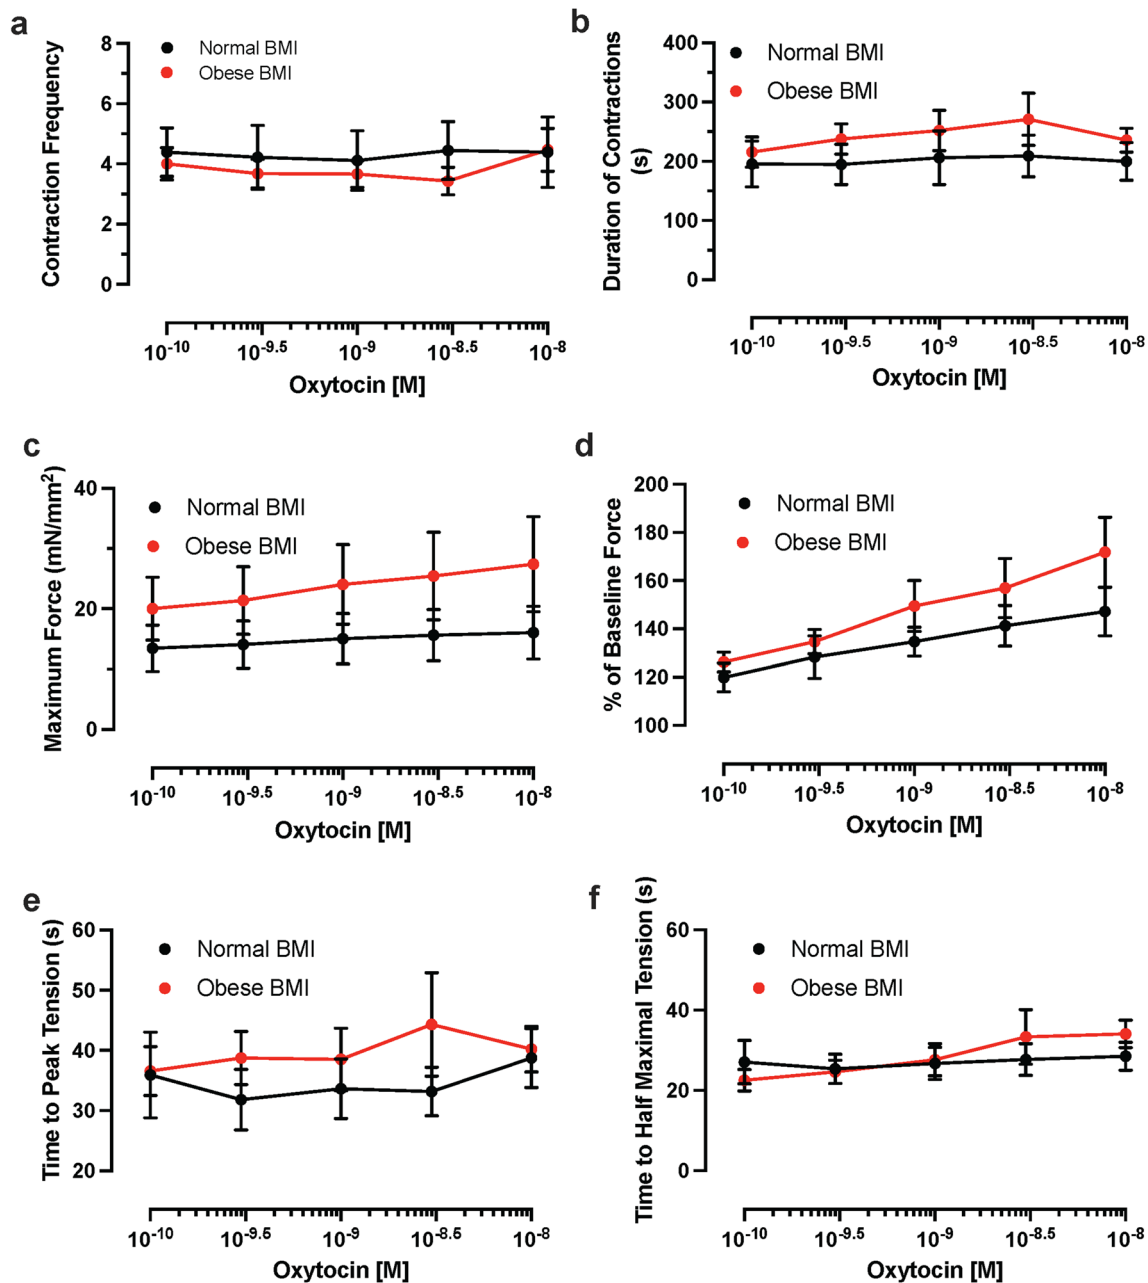 a
Contraction Frequency
8
6
4
2
0
Normal BMI
Obese BMI
10-10
10-9.5
10-9
10-8.5
10-8
Oxytocin [M]
b
Duration of Contractions
(s)
400
300
200
100
0
Normal BMI
Obese BMI
10-10
10-9.5
10-9
10-8.5
10-8
Oxytocin [M]
c
Maximum Force (mN/mm2)
40
20
0
Normal BMI
Obese BMI
10-10
10-9.5
10-9
10-8.5
10-8
Oxytocin [M]
d
% of Baseline Force
200
180
160
140
120
100
Normal BMI
Obese BMI
10-10
10-9.5
10-9
10-8.5
10-8
Oxytocin [M]
e
Time to Peak Tension (s)
60
50
40
30
20
Normal BMI
Obese BMI
10-10
10-9.5
10-9
10-8.5
10-8
Oxytocin [M]
f
Time to Half Maximal Tension (s)
60
40
20
0
Normal BMI
Obese BMI
10-10
10-9.5
10-9
10-8.5
10-8
Oxytocin [M]